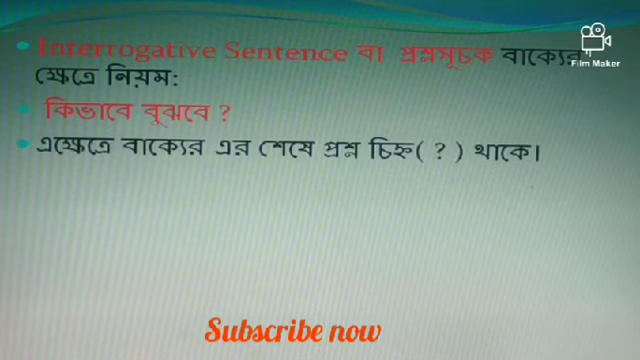 Interrogative Sentence বা প্রশ্নসূচক বাক্যের
ক্ষেত্রে নিয়ম:
Film Maker
কিভাবে বুঝবে ?
এক্ষেত্রে বাক্যের এর শেষে প্রশ্ন চিহ্ন( ? ) থাকে।
Subscribe now